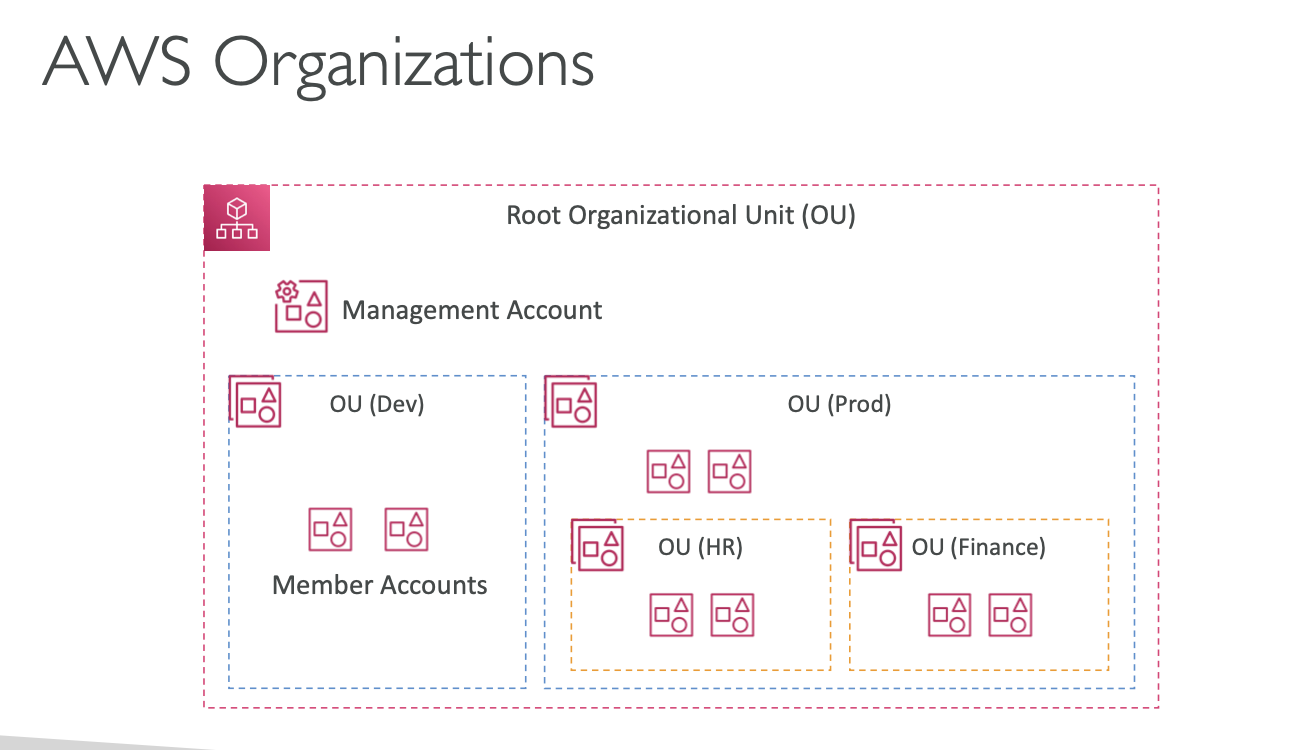 AWS Organizations
Root Organizational Unit (OU)
Management Account
OU (Dev)
OU (Prod)
OU (HR)
OU (Finance)
Member Accounts